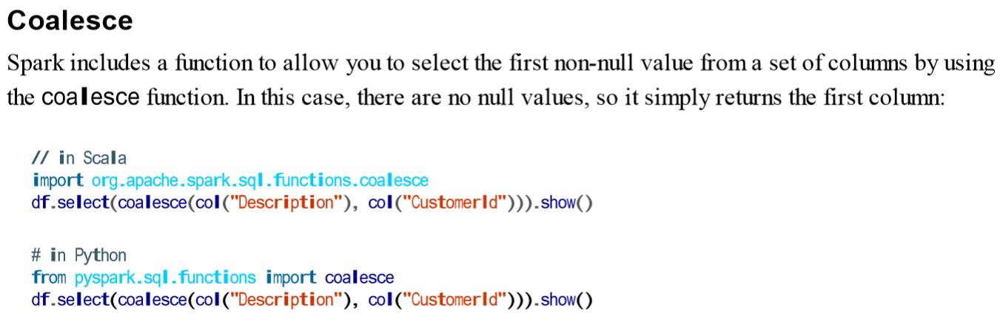 Coalesce
Spark includes a function to allow you to select the first non-null value from a set of columns by using
the coalesce function. In this case, there are no null values, so it simply returns the first column:
// in Scala
import org.apache.spark.sql.functions.coalesce
df.select(coalesce(col("Description"), col("CustomerId"))).show()
# in Python
from pyspark.sql.functions import coalesce
df.select(coalesce(col("Description"), col("CustomerId"))).show()